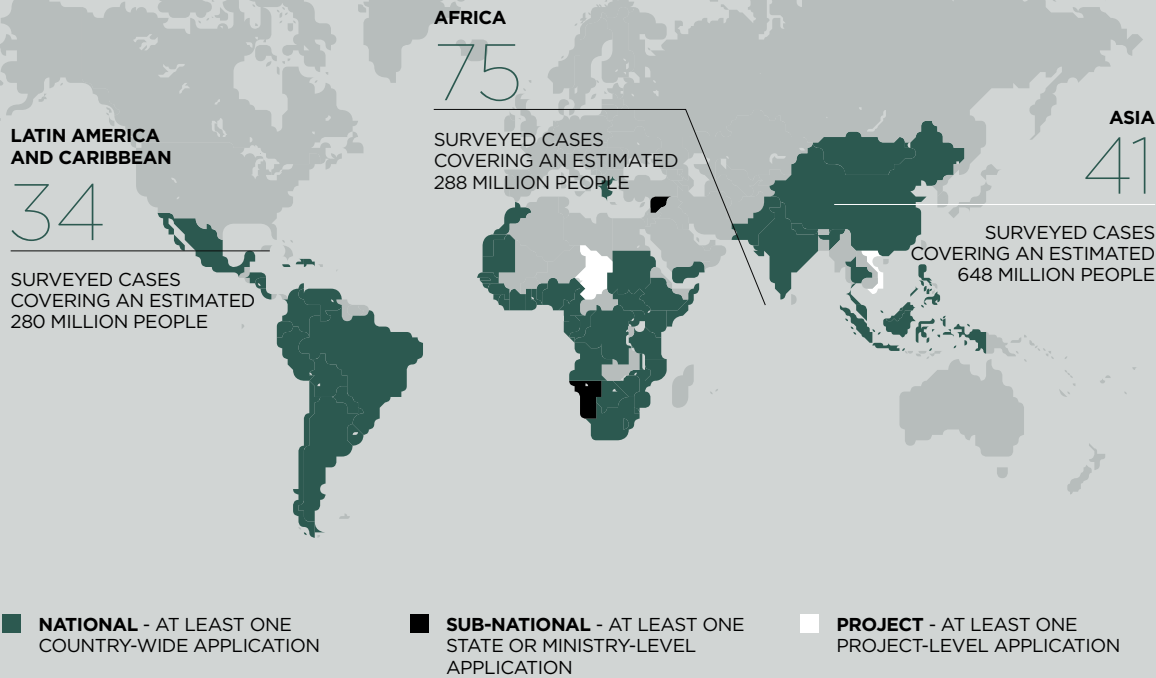 AFRICA
75
SURVEYED CASES
COVERING AN ESTIMATED
288 MILLION PEOPLE
LATIN AMERICA
AND CARIBBEAN
34
SURVEYED CASES
COVERING AN ESTIMATED
280 MILLION PEOPLE
ASIA
41
SURVEYED CASES
COVERING AN ESTIMATED
648 MILLION PEOPLE
NATIONAL - AT LEAST ONE
COUNTRY-WIDE APPLICATION
SUB-NATIONAL - AT LEAST ONE
STATE OR MINISTRY-LEVEL
APPLICATION
PROJECT - AT LEAST ONE
PROJECT-LEVEL APPLICATION